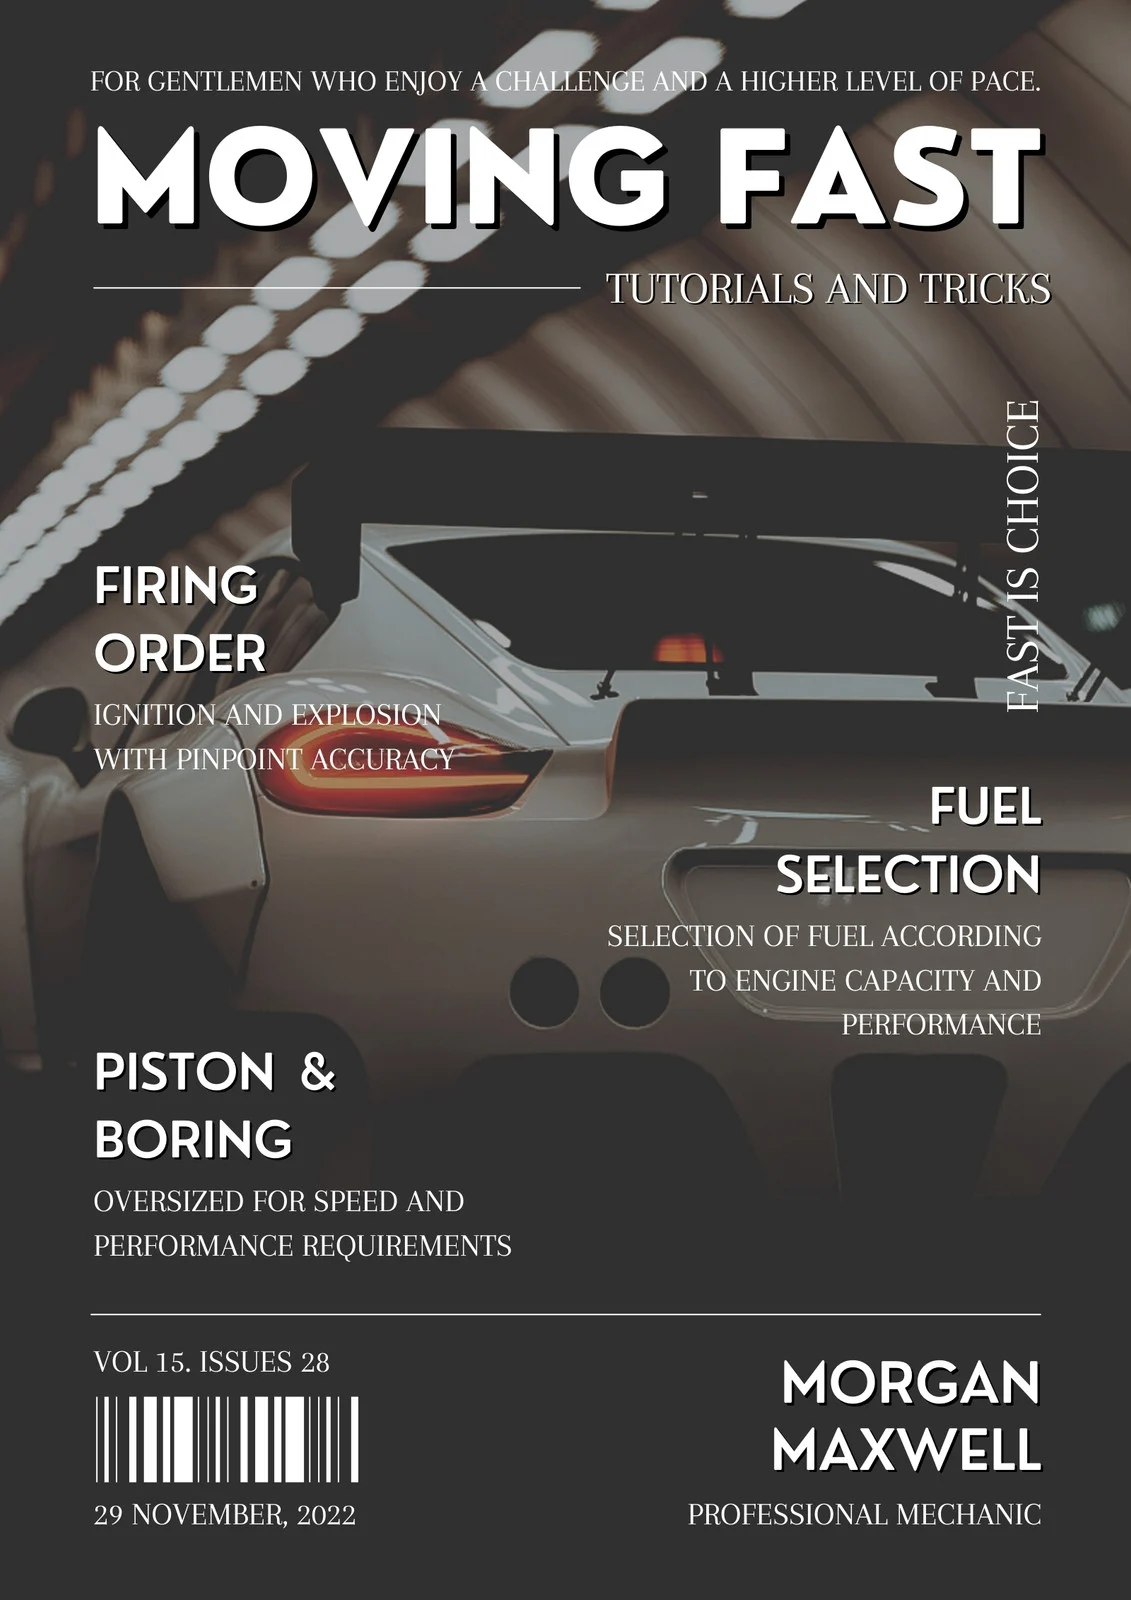 FOR GENTLEMEN WHO ENJOY A CHALLENGE AND A HIGHER LEVEL OF PACE.
MOVING FAST
TUTORIALS AND TRICKS
FAST IS CHOICE
FIRING
ORDER
IGNITION AND EXPLOSION
WITH PINPOINT ACCURACY
FUEL
SELECTION
SELECTION OF FUEL ACCORDING
TO ENGINE CAPACITY AND
PERFORMANCE
PISTON &
BORING
OVERSIZED FOR SPEED AND
PERFORMANCE REQUIREMENTS
VOL 15. ISSUES 28
29 NOVEMBER, 2022
MORGAN
MAXWELL
PROFESSIONAL MECHANIC